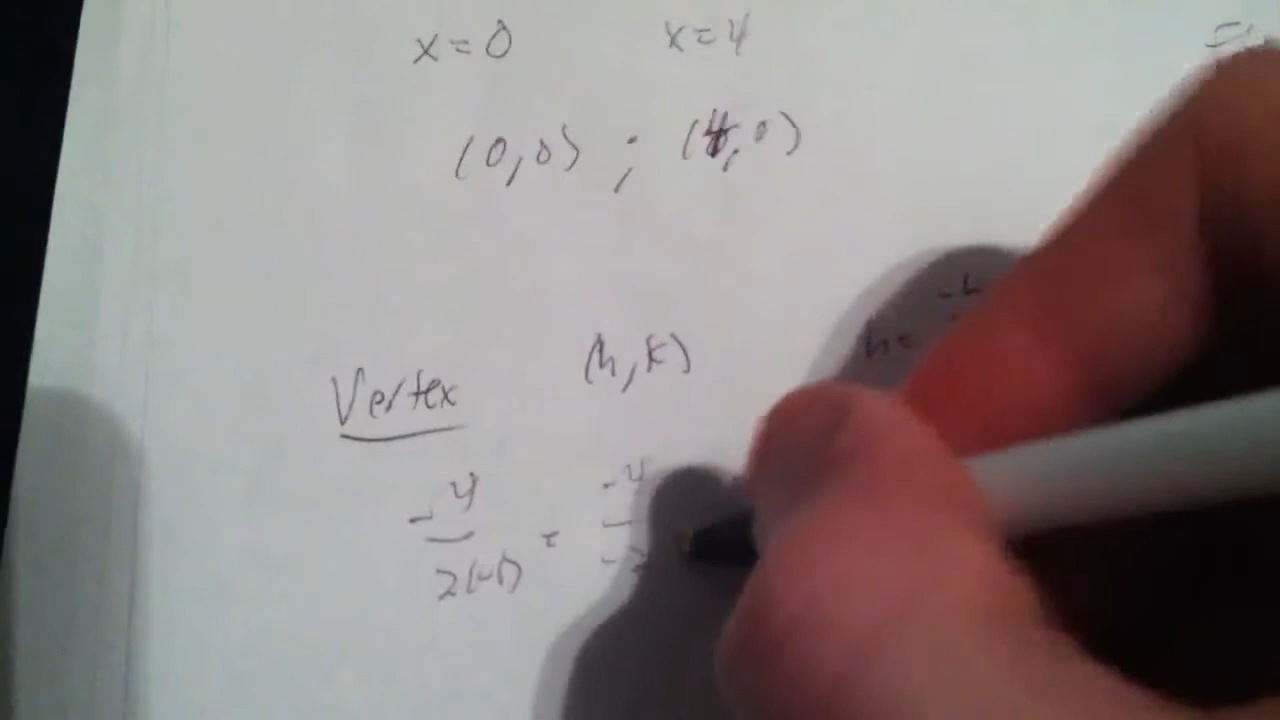 x=0 x=4
(0,0) ; (4,0)
Vertex (h,k) h=
-4 / 2(-1) = -4 / -2